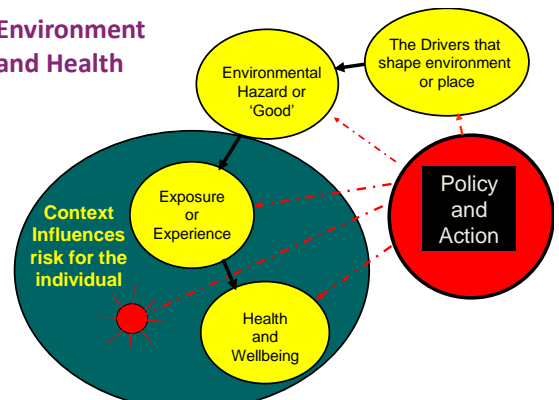 Environment
and Health
The Drivers that
shape environment
or place
Environmental
Hazard or
‘Good’
Exposure
or
Experience
Context
Influences
risk for the
individual
Policy
and
Action
Health
and
Wellbeing